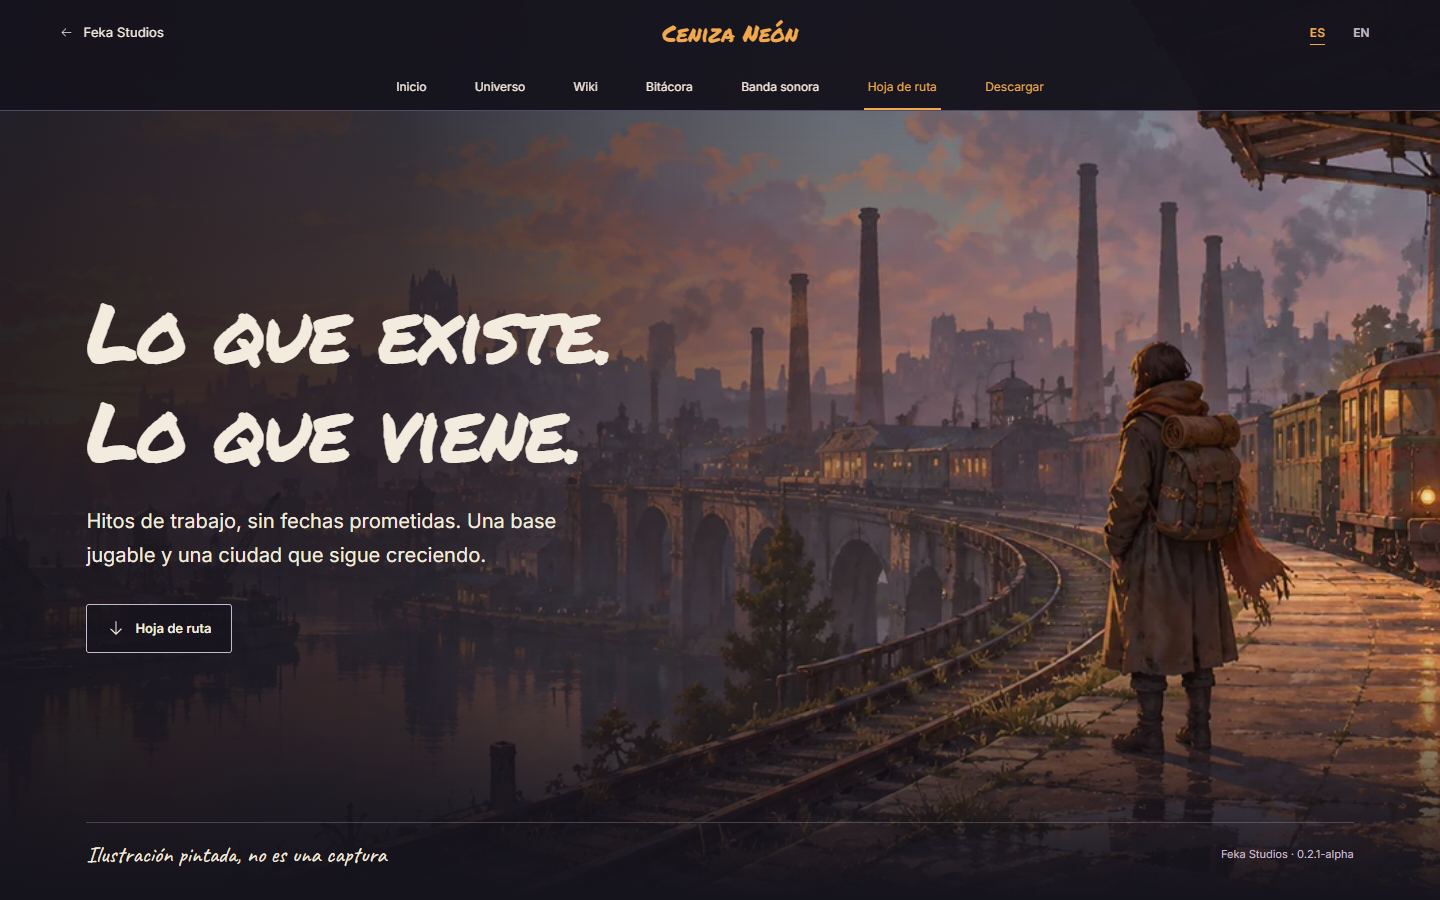 Feka Studios
Ceniza Neón
ES EN
Inicio Universo Wiki Bitácora Banda sonora Hoja de ruta Descargar
Lo que existe.
Lo que viene.
Hitos de trabajo, sin fechas prometidas. Una base
jugable y una ciudad que sigue creciendo.
Hoja de ruta
Ilustración pintada, no es una captura
Feka Studios · 0.2.1-alpha